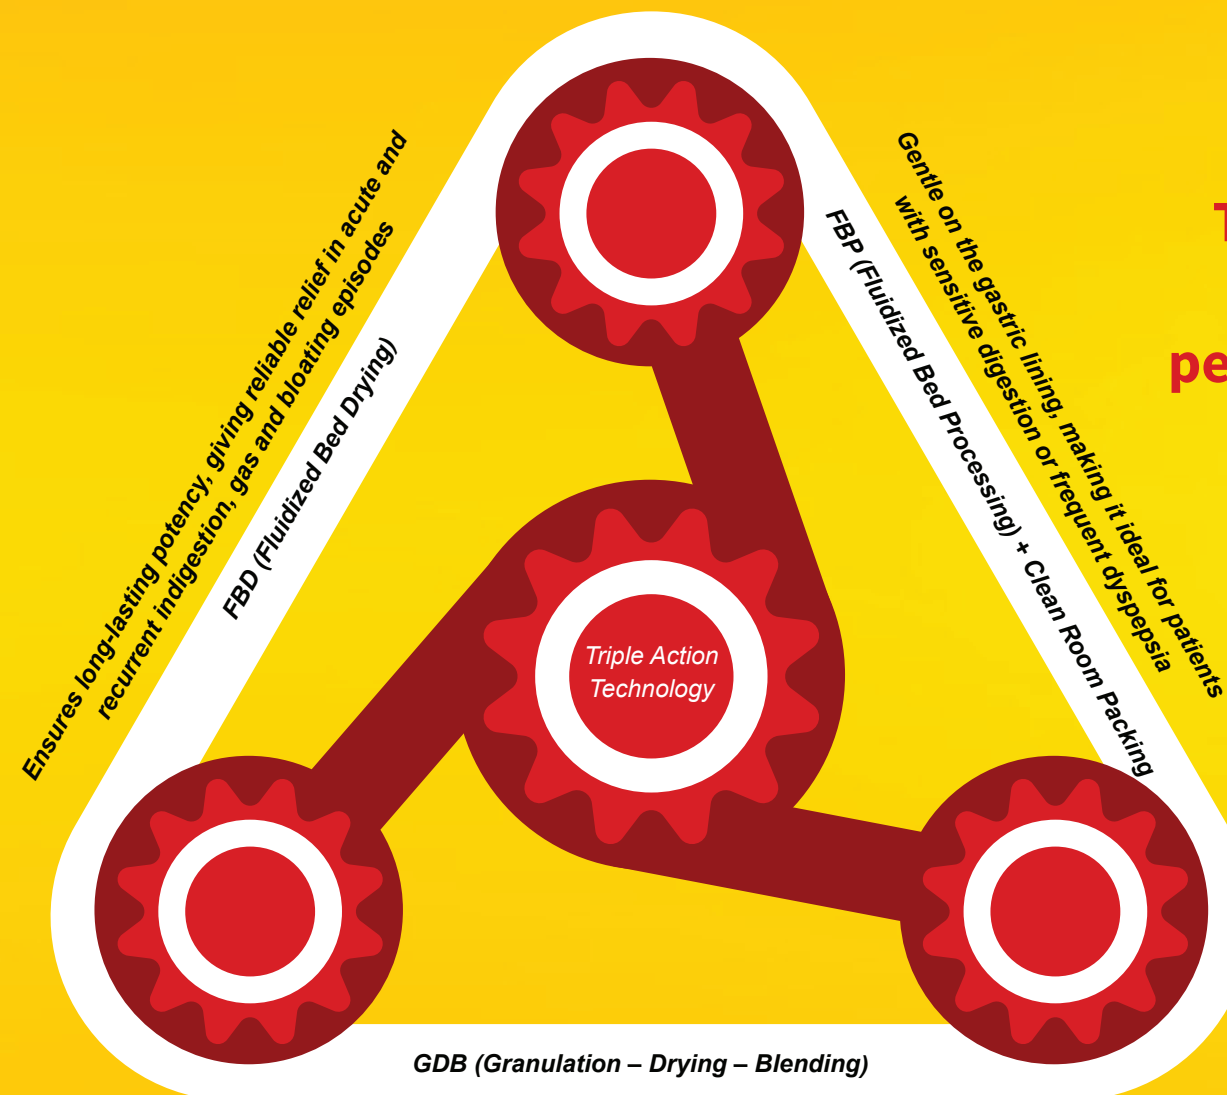 Ensures long-lasting potency, giving reliable relief in acute and
recurrent indigestion, gas and bloating episodes
FBD (Fluidized Bed Drying)
Gentle on the gastric lining, making it ideal for patients
with sensitive digestion or frequent dyspepsia
FBP (Fluidized Bed Processing) + Clean Room Packing
T
pe
Triple Action
Technology
GDB (Granulation – Drying – Blending)